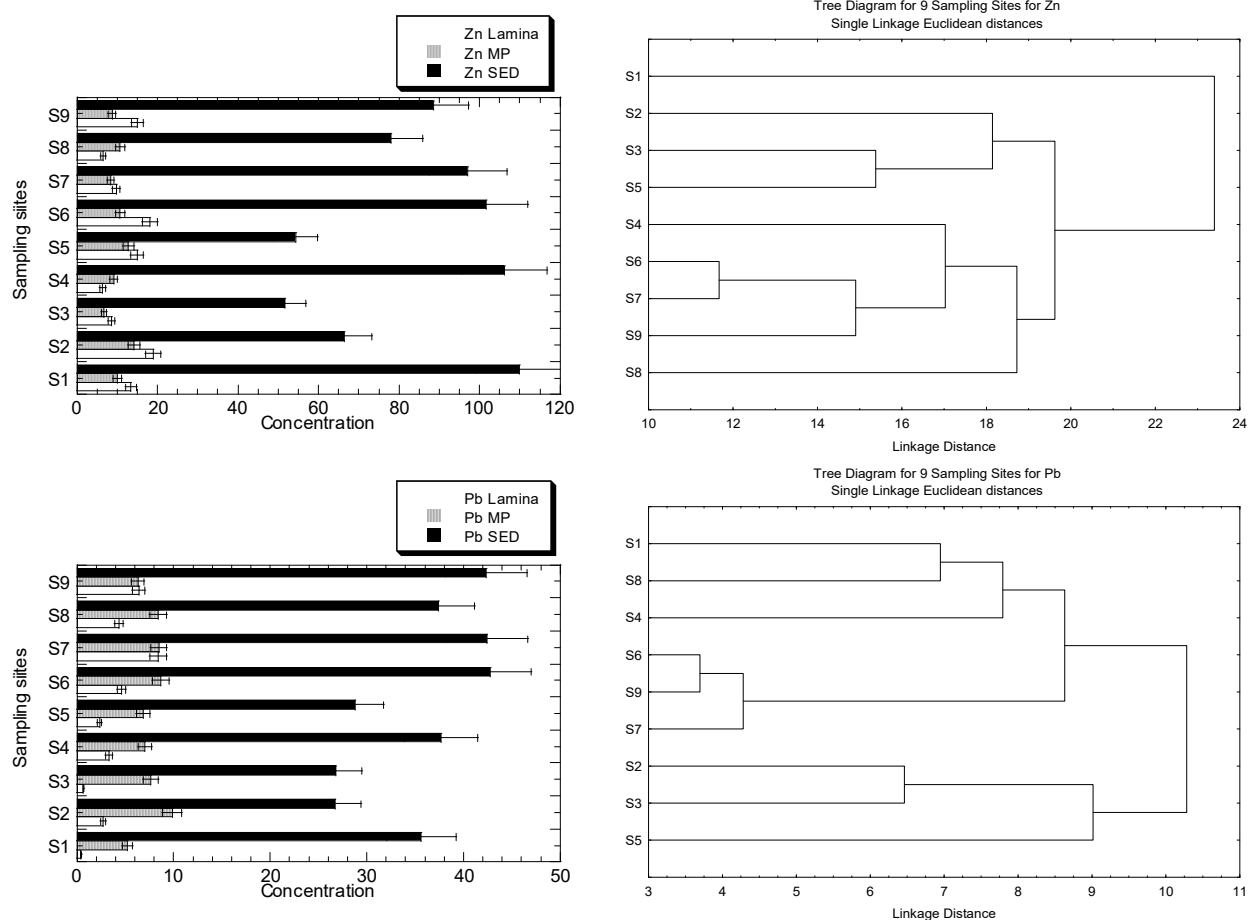 Zn Lamina
Zn MP
Zn SED
Sampling siites
S9
S8
S7
S6
S5
S4
S3
S2
S1
0 20 40 60 80 100 120
Concentration
Tree Diagram for 9 Sampling Sites for Zn
Single Linkage Euclidean distances
S1
S2
S3
S5
S4
S6
S7
S9
S8
10 12 14 16 18 20 22 24
Linkage Distance
Pb Lamina
Pb MP
Pb SED
Sampling siites
S9
S8
S7
S6
S5
S4
S3
S2
S1
0 10 20 30 40 50
Concentration
Tree Diagram for 9 Sampling Sites for Pb
Single Linkage Euclidean distances
S1
S8
S4
S6
S9
S7
S2
S3
S5
3 4 5 6 7 8 9 10 11
Linkage Distance